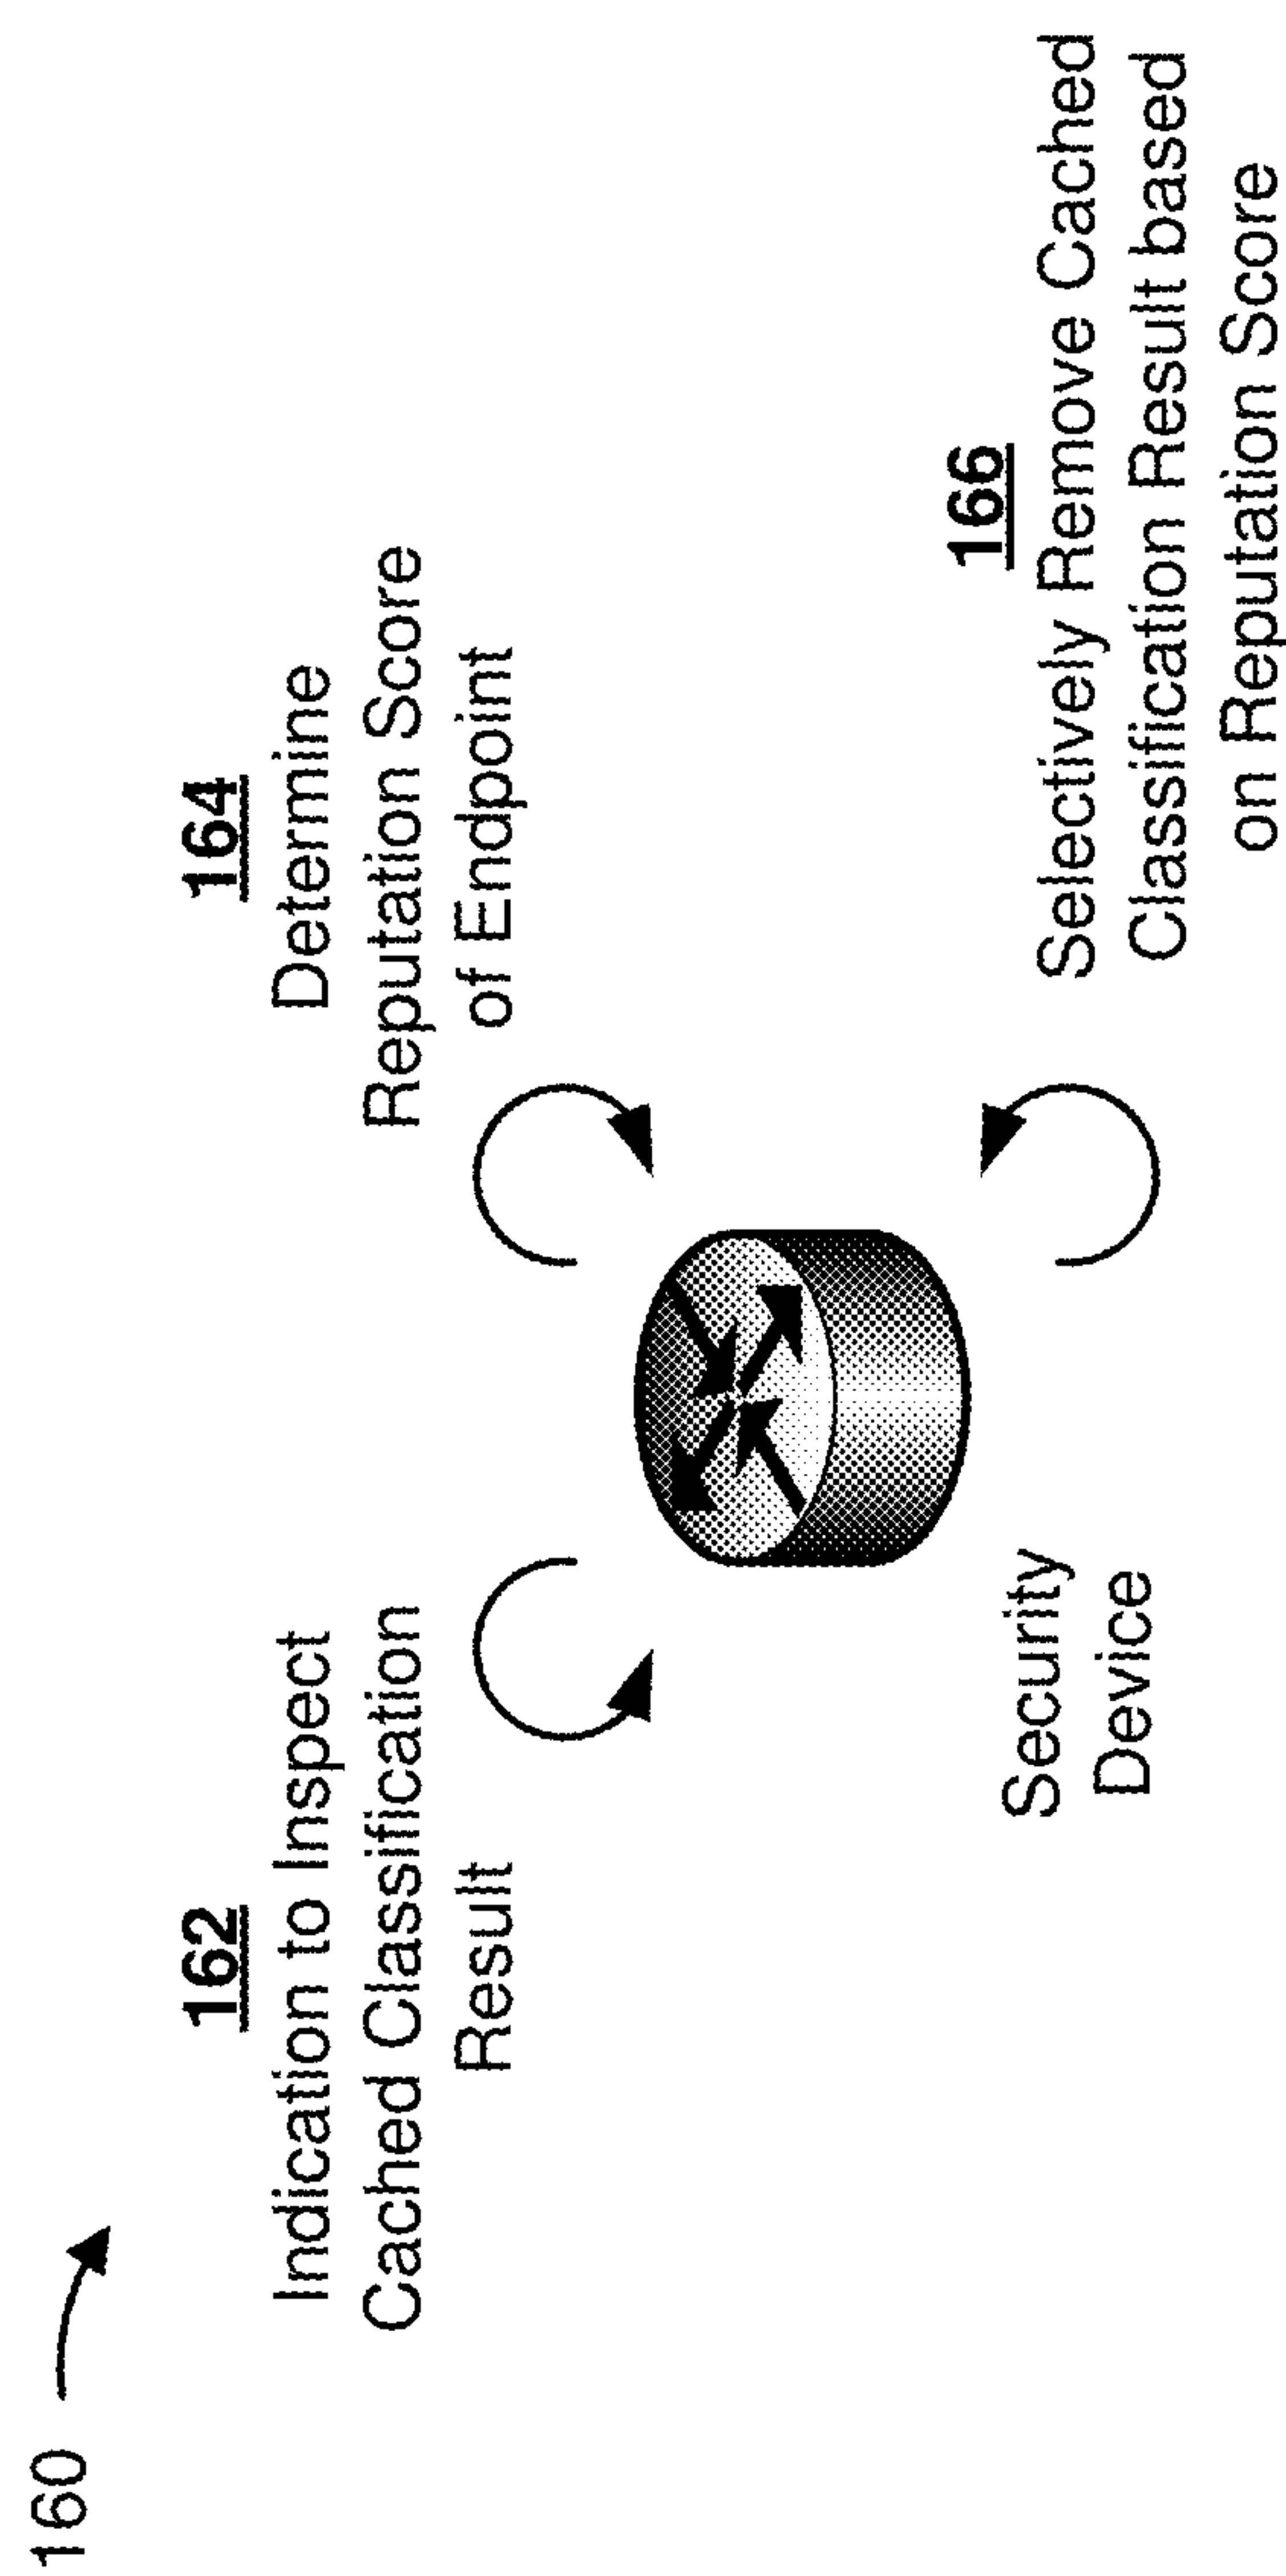 160
162
Indication to Inspect
Cached Classification
Result
164
Determine
Reputation Score
of Endpoint
Security
Device
166
Selectively Remove Cached
Classification Result based
on Reputation Score